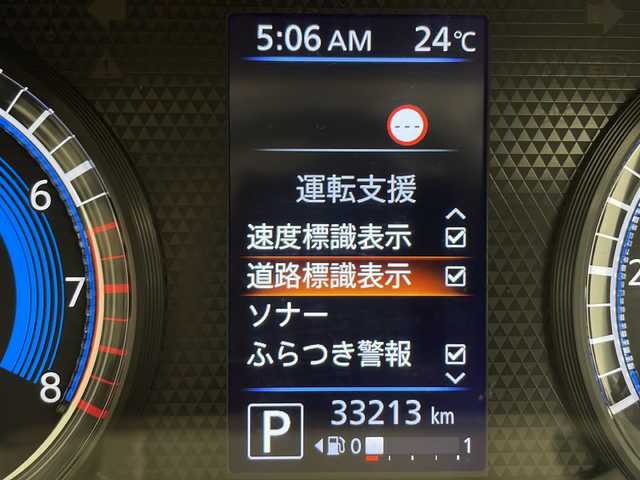 5:06 AM 24℃
---
運転支援
速度標識表示
道路標識表示
ソナー
ふらつき警報
P
33213 km
0 1
6
7
8
2